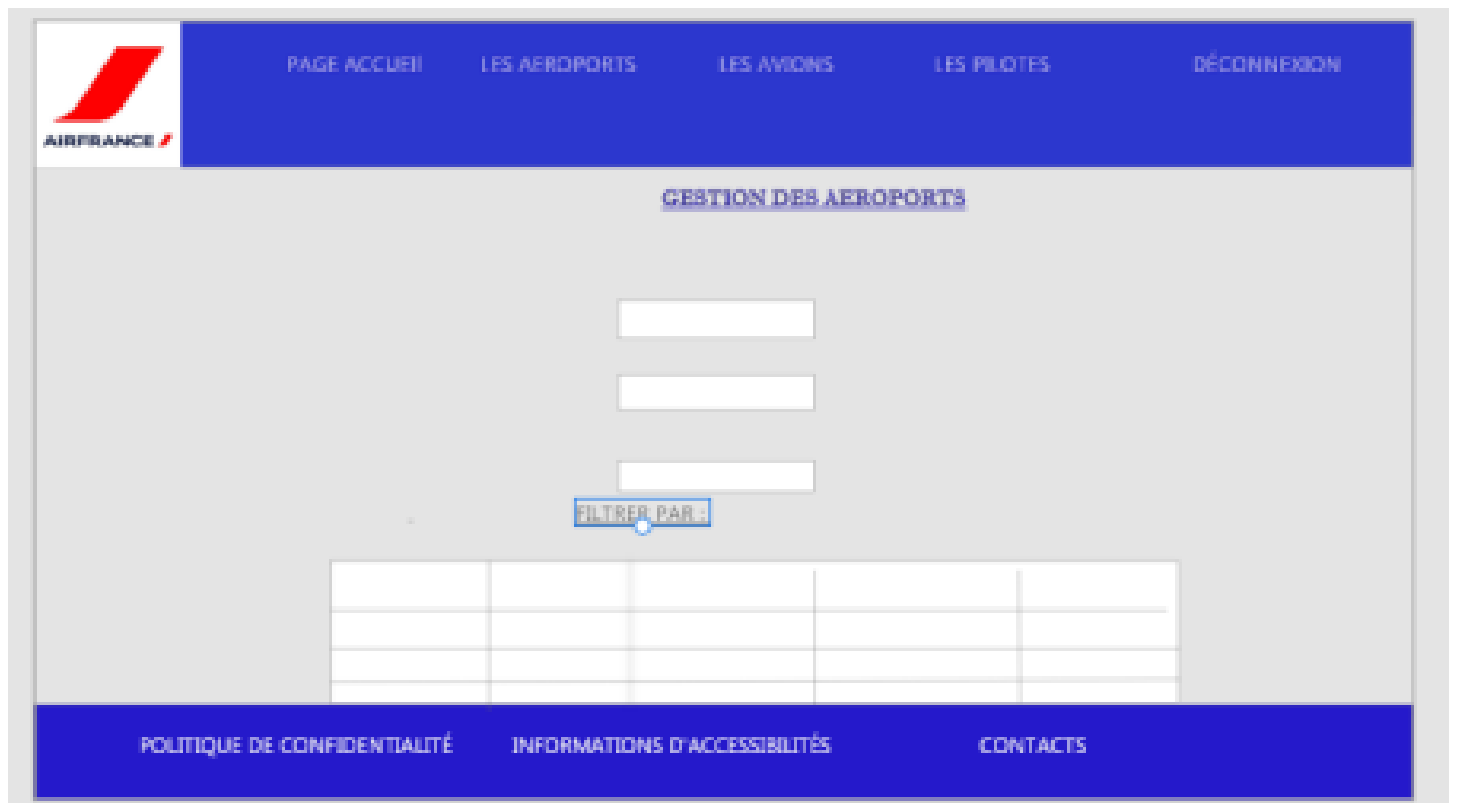 PAGE ACCUEIl LES AEROPORTS LES AVIONS LES PILOTES DÉCONNEXION
AIRFRANCE
GESTION DES AEROPORTS
FILTRER PAR :
POLITIQUE DE CONFIDENTIALITÉ INFORMATIONS D'ACCESSIBILITÉS CONTACTS